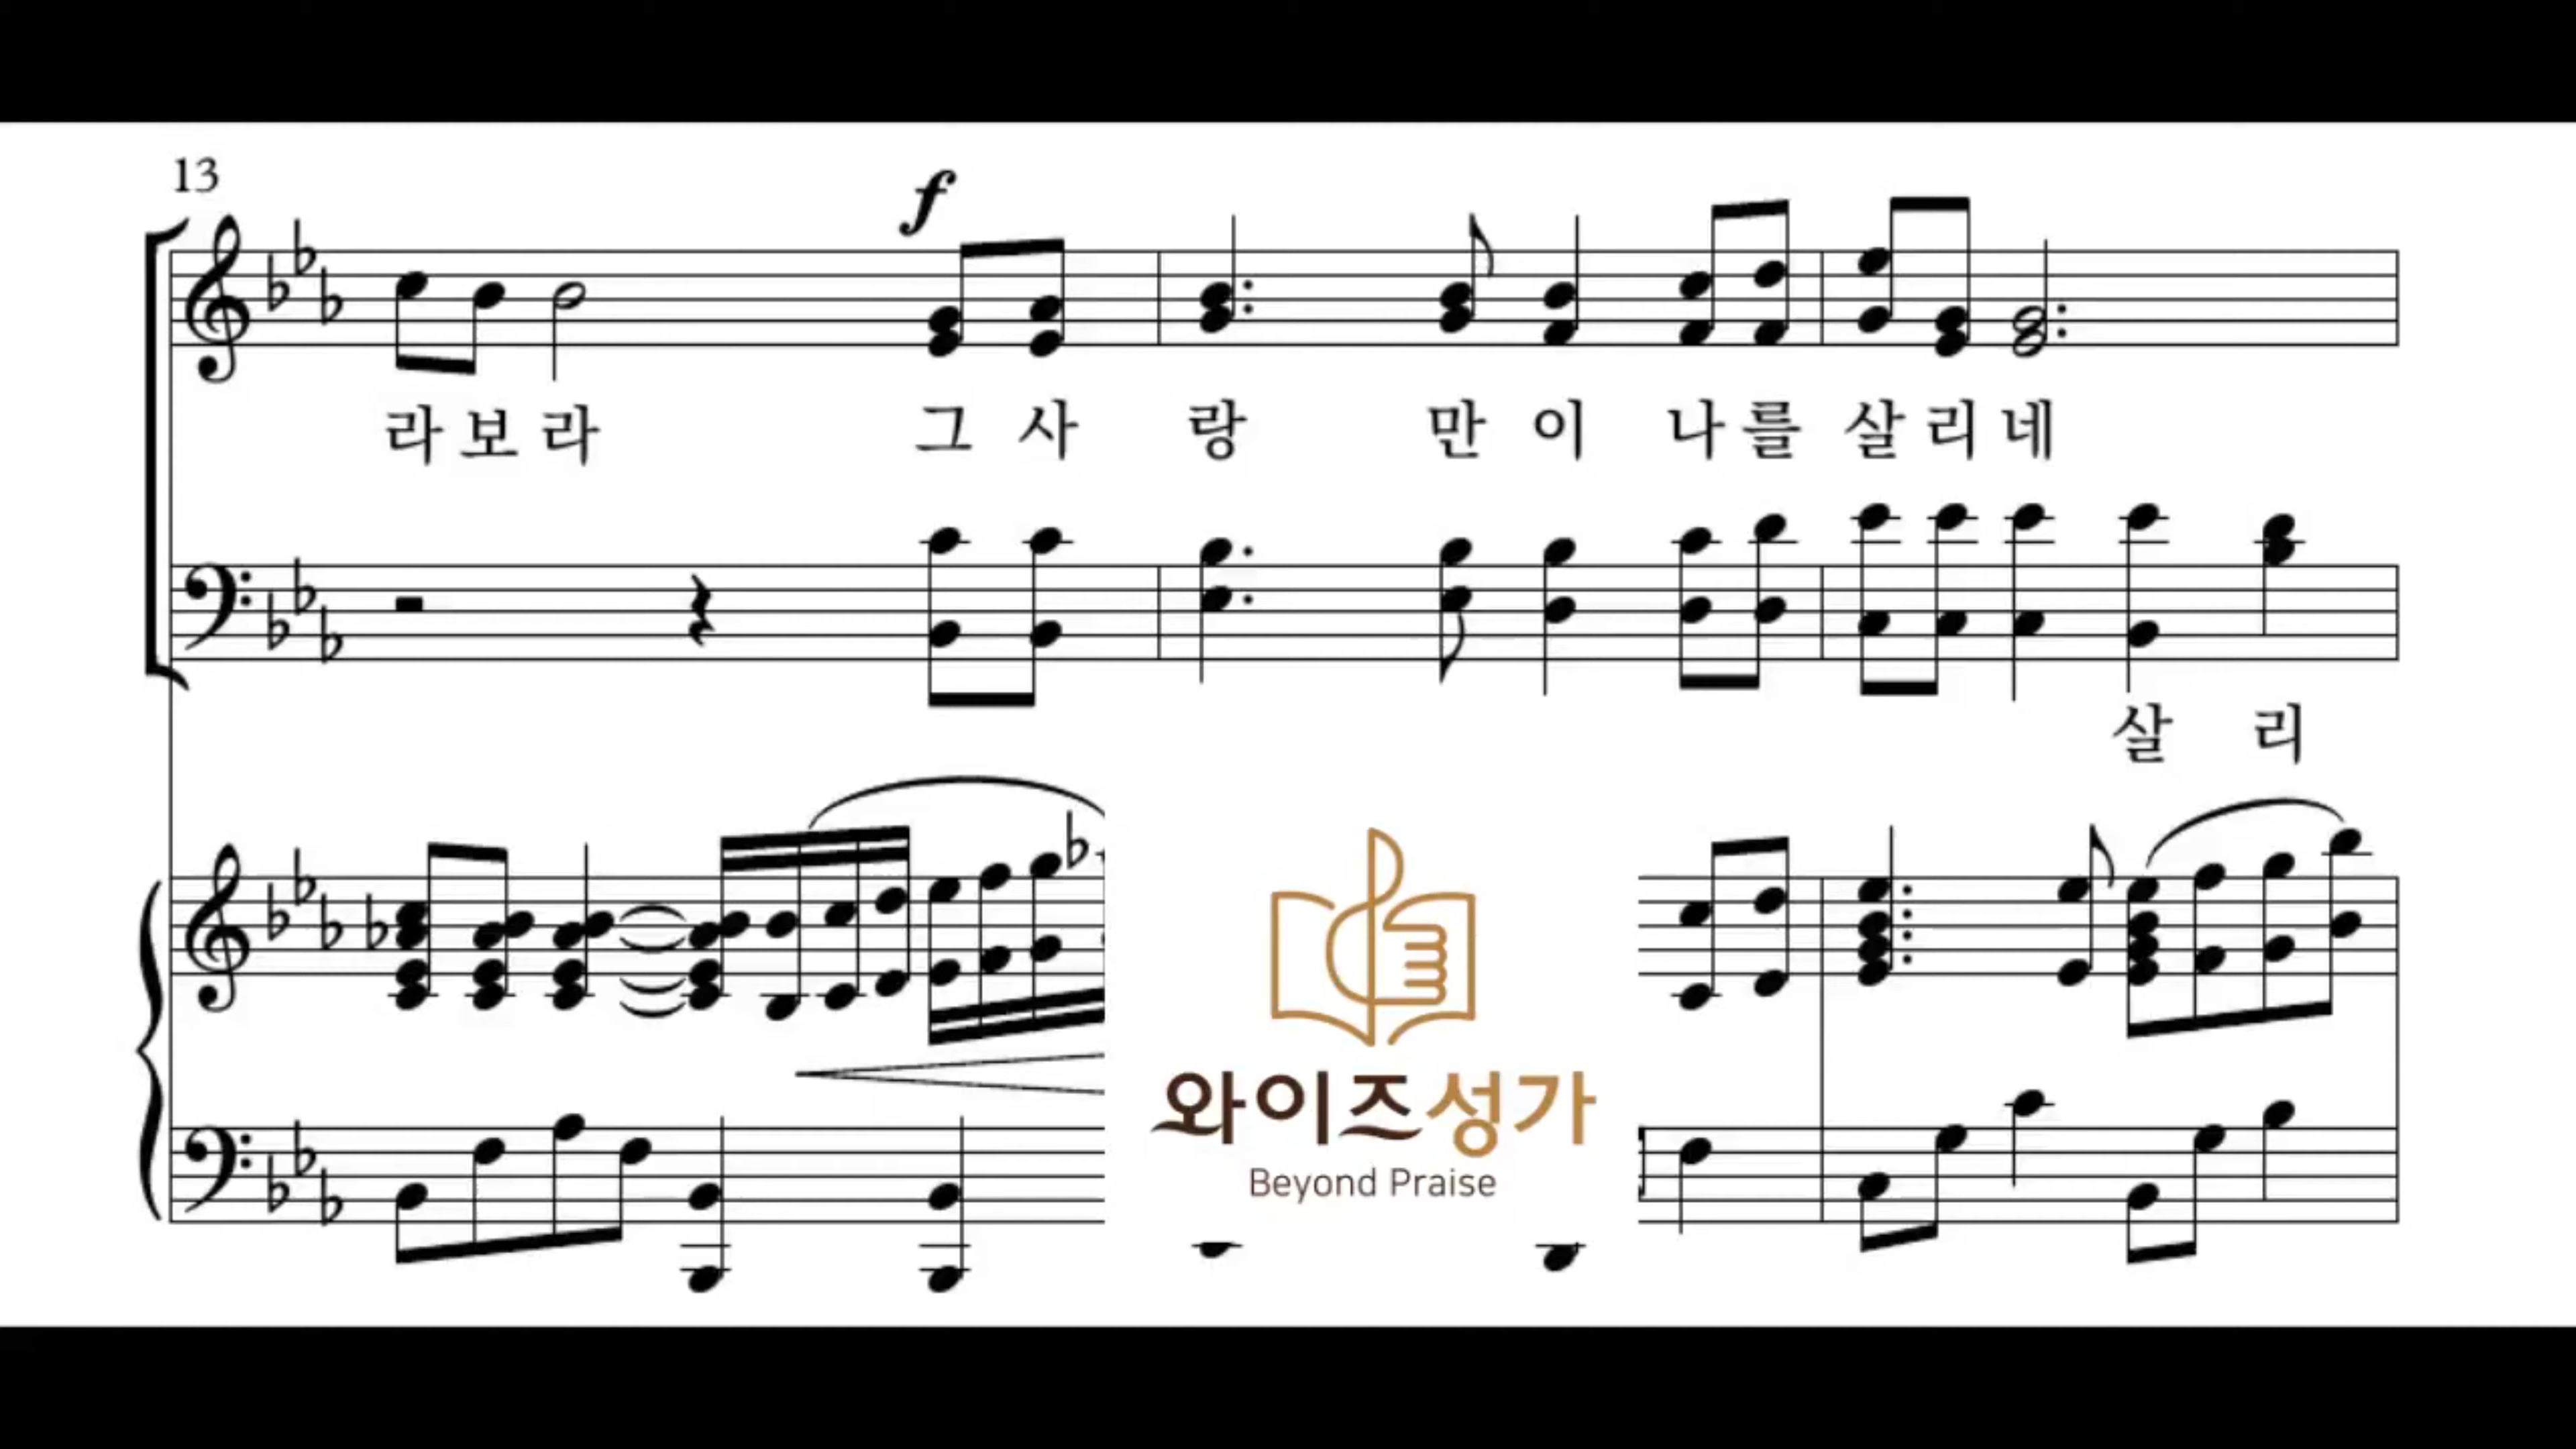 13
f
라보라 그 사 랑 만 이 나를 살리네
살 리
와이즈성가
Beyond Praise